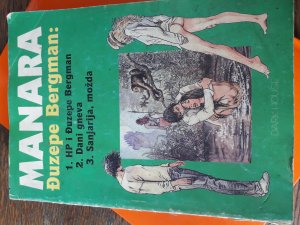 MANARA
Đuzepe Bergman:
1. HP i Đuzepe Bergman
2. Dani gneva
3. Sanjarija, možda